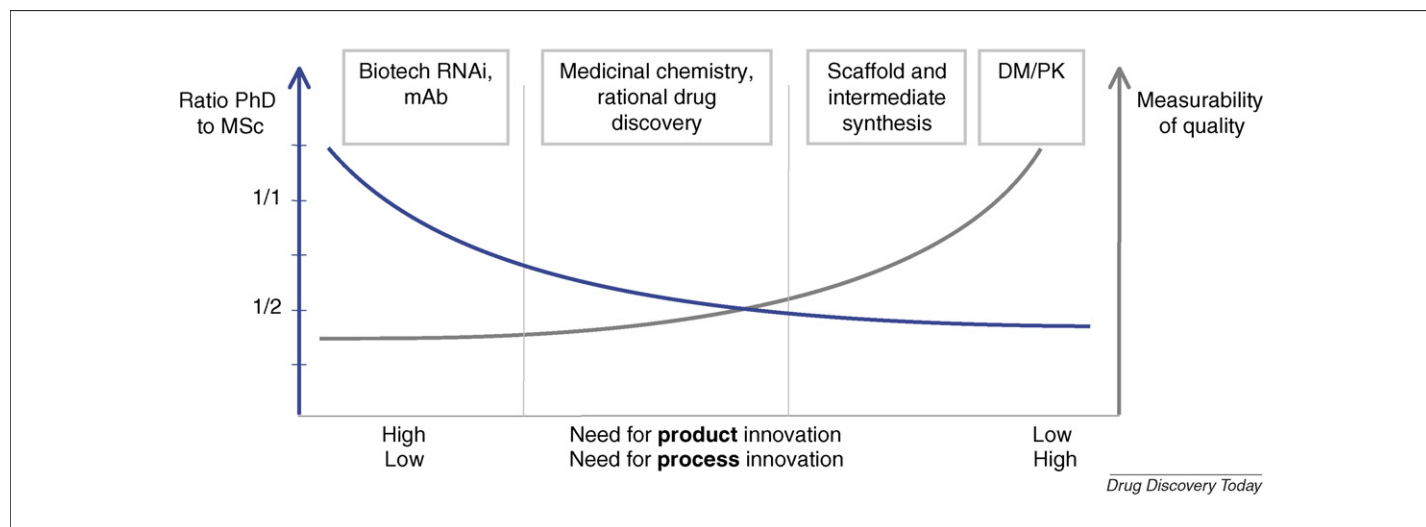 Ratio PhD
to MSc
1/1
1/2
Biotech RNAi,
mAb
Medicinal chemistry,
rational drug
discovery
Scaffold and
intermediate
synthesis
DM/PK
Measurability
of quality
High Need for product innovation Low
Low Need for process innovation High
Drug Discovery Today